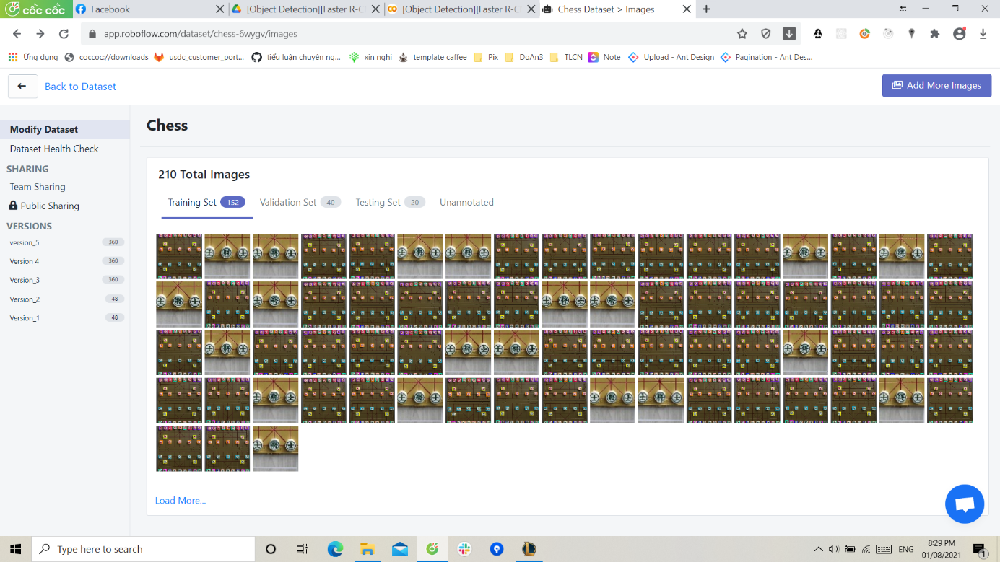 cốc cốc
Facebook
[Object Detection][Faster R-C
[Object Detection][Faster R-C
Chess Dataset > Images
app.roboflow.com/dataset/chess-6wygv/images
Ứng dụng
coccoc://downloads
usdc_customer_port...
tiểu luận chuyên ng...
xin nghi
template caffee
Pix
DoAn3
TLCN
Note
Upload - Ant Design
Pagination - Ant Des...
Back to Dataset
Add More Images
Modify Dataset
Dataset Health Check
SHARING
Team Sharing
Public Sharing
VERSIONS
version_5 360
Version 4 360
Version_3 360
Version_2 48
Version_1 48
Chess
210 Total Images
Training Set 152
Validation Set 40
Testing Set 20
Unannotated
Load More...
Type here to search
ENG
8:29 PM
01/08/2021
1